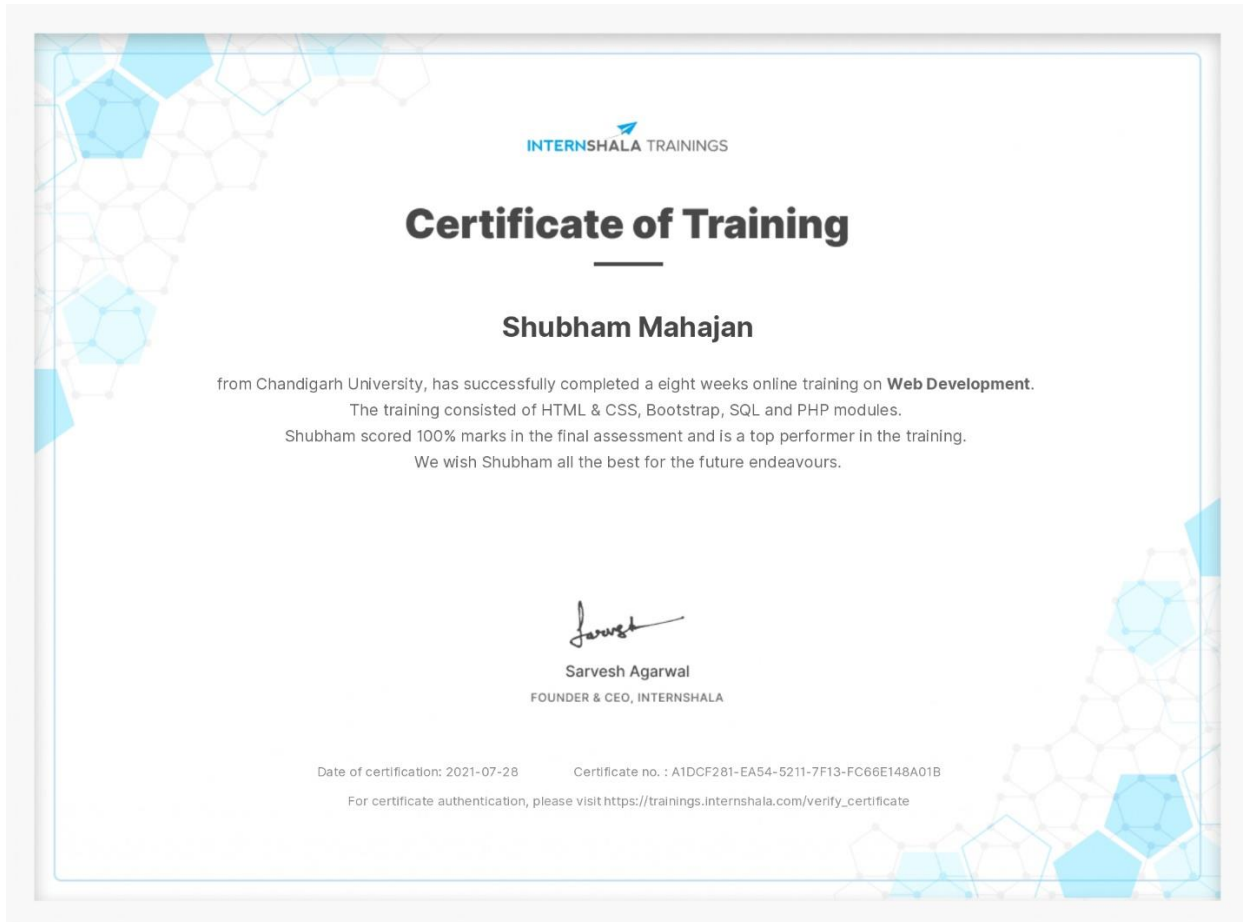 INTERNSHALA TRAININGS
Certificate of Training
Shubham Mahajan
from Chandigarh University, has successfully completed a eight weeks online training on Web Development.
The training consisted of HTML & CSS, Bootstrap, SQL and PHP modules.
Shubham scored 100% marks in the final assessment and is a top performer in the training.
We wish Shubham all the best for the future endeavours.
Sarvesh
Sarvesh Agarwal
FOUNDER & CEO, INTERNSHALA
Date of certification: 2021-07-28 Certificate no. : A1DCF281-EA54-5211-7F13-FC66E148A01B
For certificate authentication, please visit https://trainings.internshala.com/verify_certificate